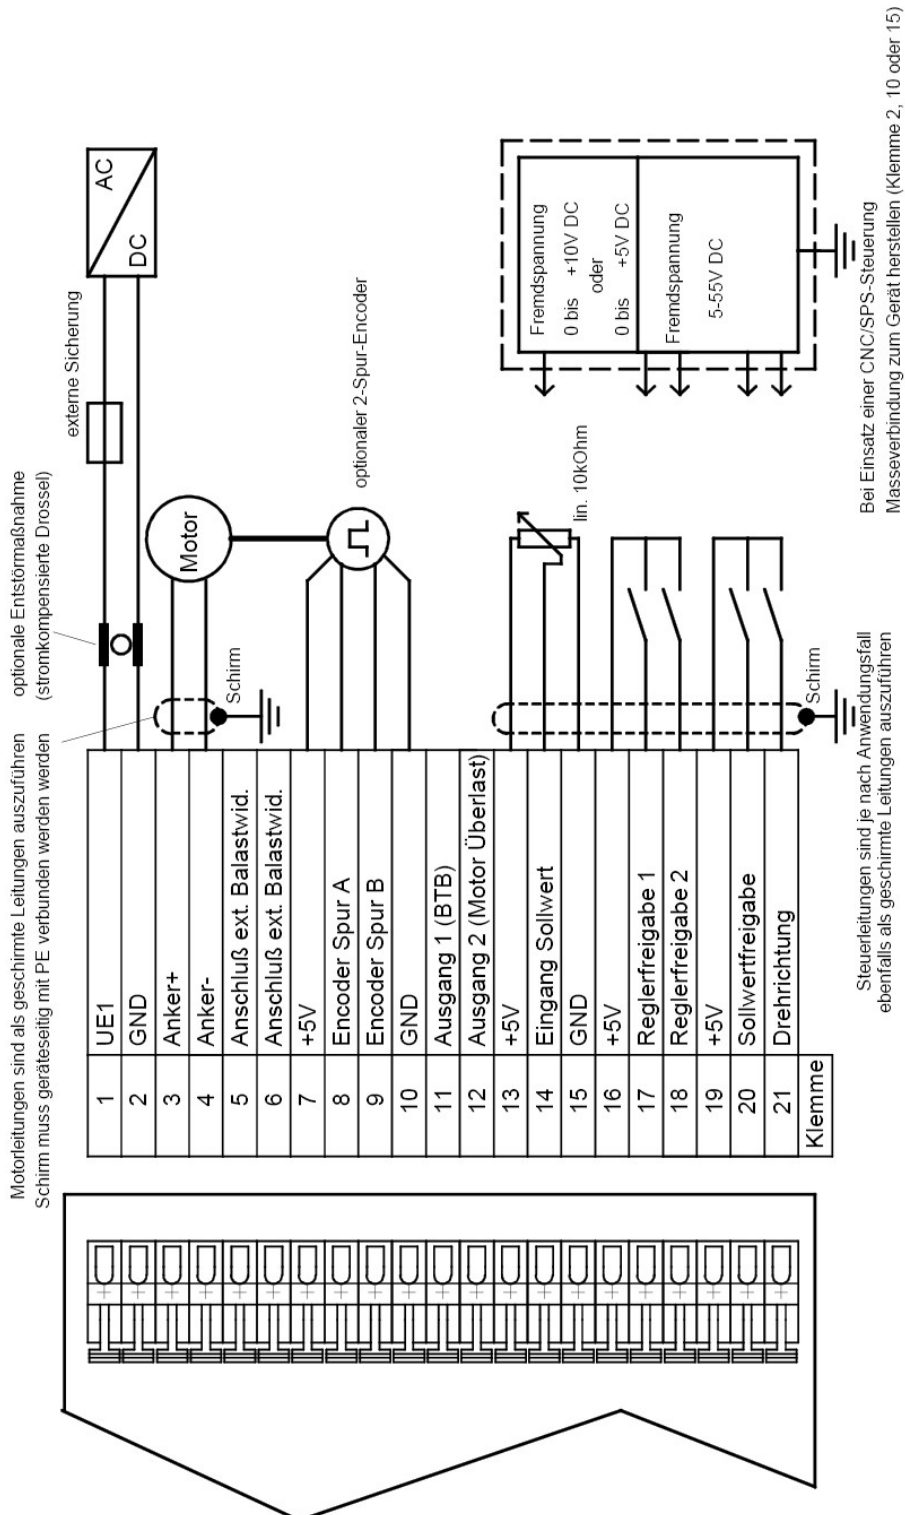 Motorleitungen sind als geschirmte Leitungen auszuführen
Schirm muss geräteseitig mit PE verbunden werden werden
optionale Entstörmaßnahme
(stromkompensierte Drossel)
externe Sicherung
AC
DC
Motor
Schirm
optionaler 2-Spur-Encoder
lin. 10kOhm
Schirm
Fremdspannung
0 bis +10V DC
oder
0 bis +5V DC
Fremdspannung
5-55V DC
1 UE1
2 GND
3 Anker+
4 Anker-
5 Anschluß ext. Balastwid.
6 Anschluß ext. Balastwid.
7 +5V
8 Encoder Spur A
9 Encoder Spur B
10 GND
11 Ausgang 1 (BTB)
12 Ausgang 2 (Motor Überlast)
13 +5V
14 Eingang Sollwert
15 GND
16 +5V
17 Reglerfreigabe 1
18 Reglerfreigabe 2
19 +5V
20 Sollwertfreigabe
21 Drehrichtung
Klemme
Steuerleitungen sind je nach Anwendungsfall
ebenfalls als geschirmte Leitungen auszuführen
Bei Einsatz einer CNC/SPS-Steuerung
Masseverbindung zum Gerät herstellen (Klemme 2, 10 oder 15)